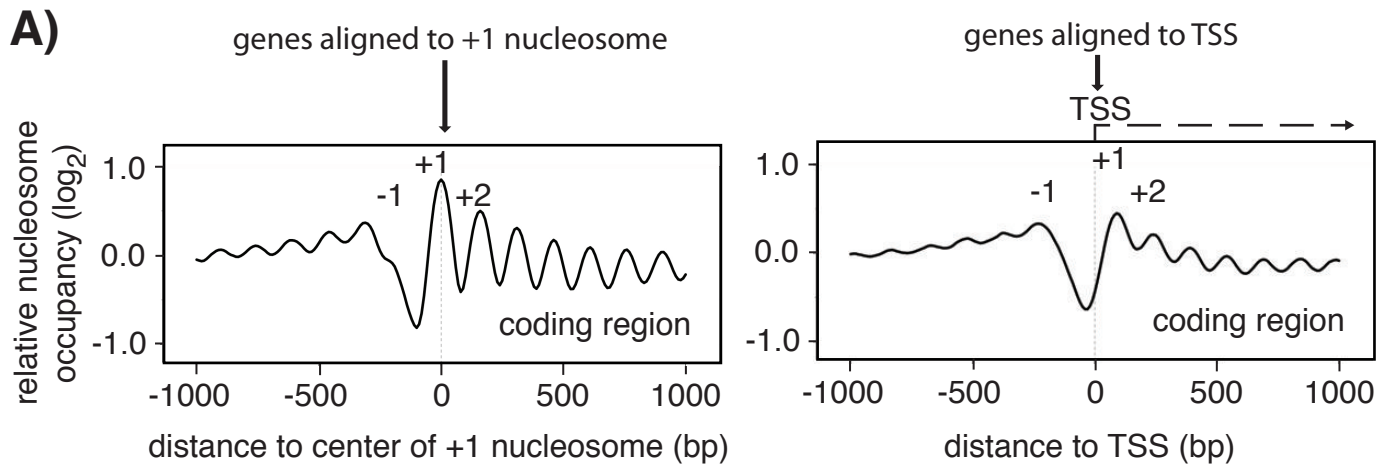 A)
genes aligned to +1 nucleosome
relative nucleosome
occupancy (log2)
1.0
0.0
-1.0
-1
+1
+2
coding region
-1000 -500 0 500 1000
distance to center of +1 nucleosome (bp)
genes aligned to TSS
TSS
1.0
0.0
-1.0
-1
+1
+2
coding region
-1000 -500 0 500 1000
distance to TSS (bp)